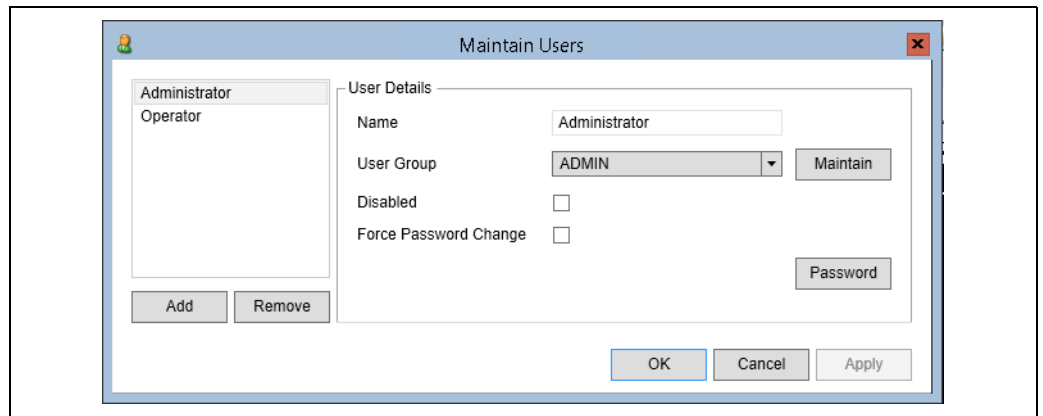 Maintain Users
Administrator
Operator
User Details
Name
Administrator
User Group
ADMIN
Maintain
Disabled
Force Password Change
Password
Add
Remove
OK
Cancel
Apply